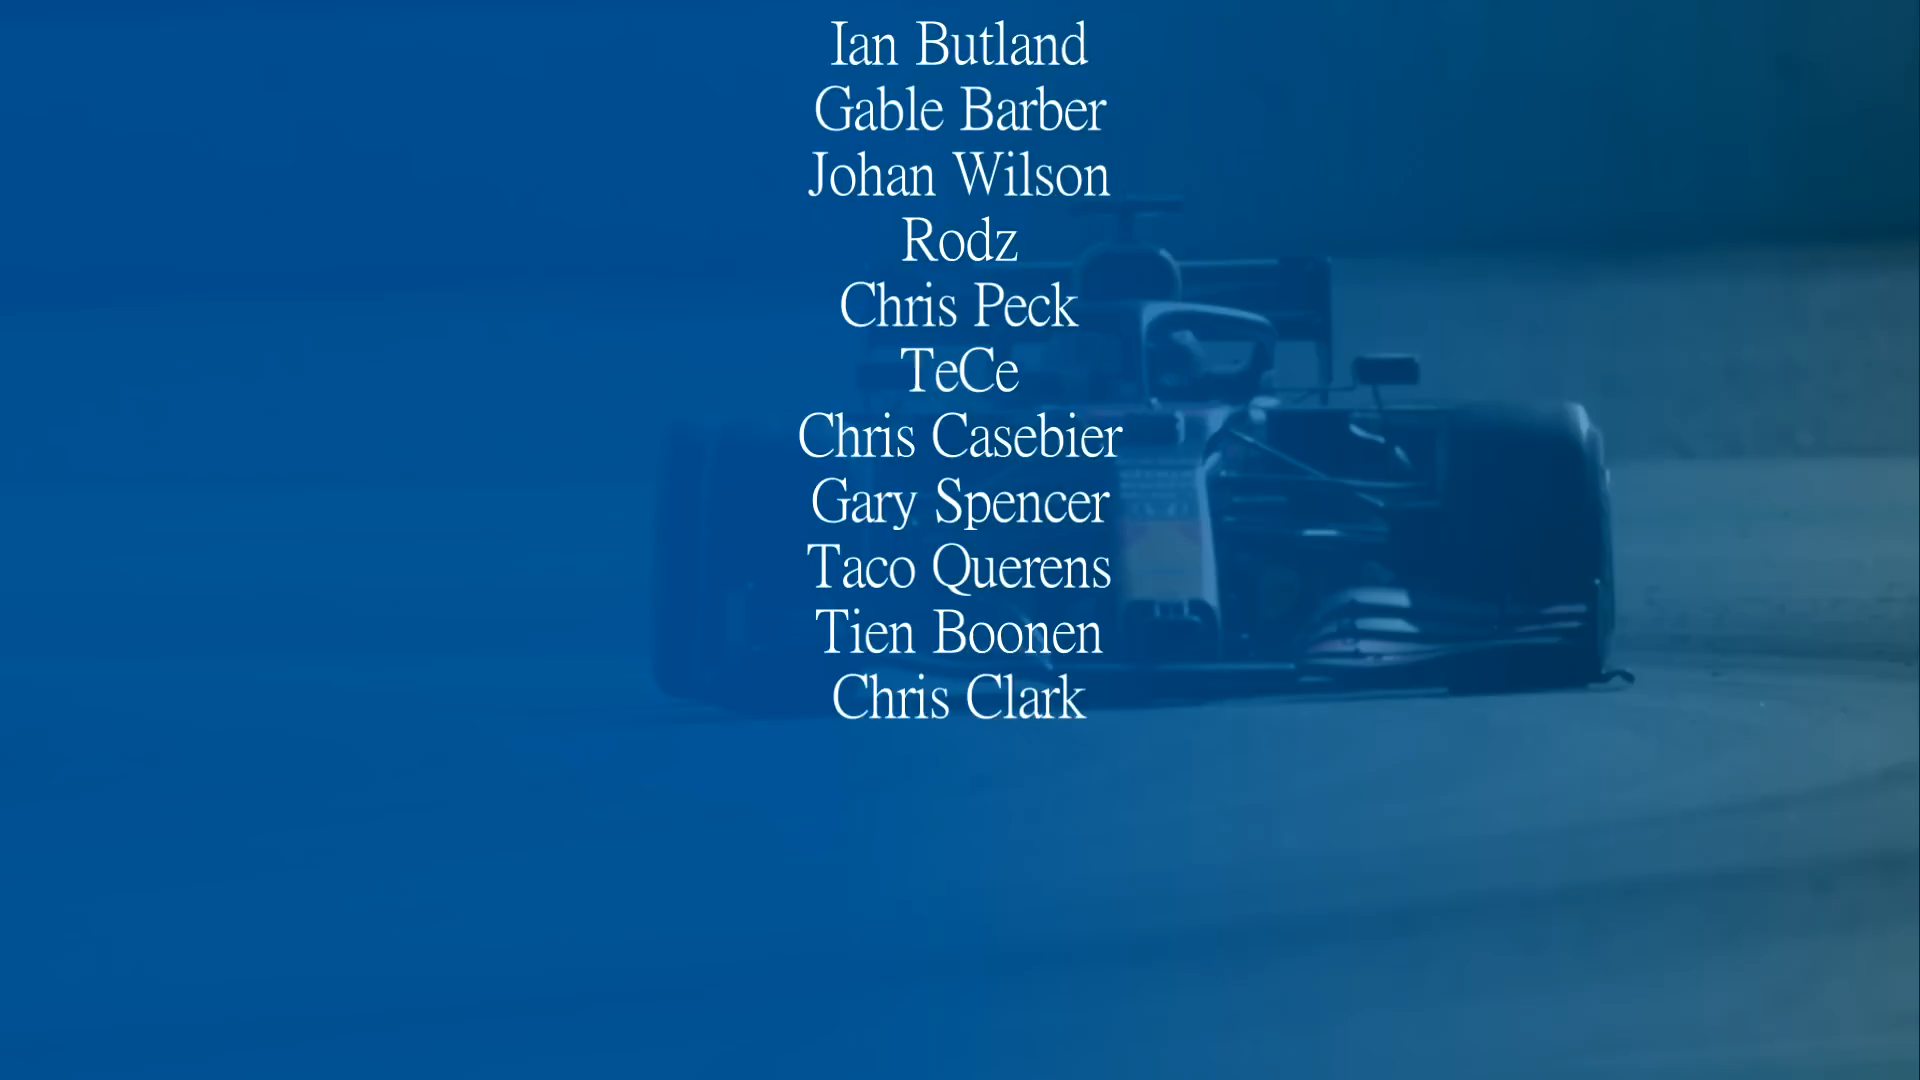 Ian Butland
Gable Barber
Johan Wilson
Rodz
Chris Peck
TeCe
Chris Casebier
Gary Spencer
Taco Querens
Tien Boonen
Chris Clark